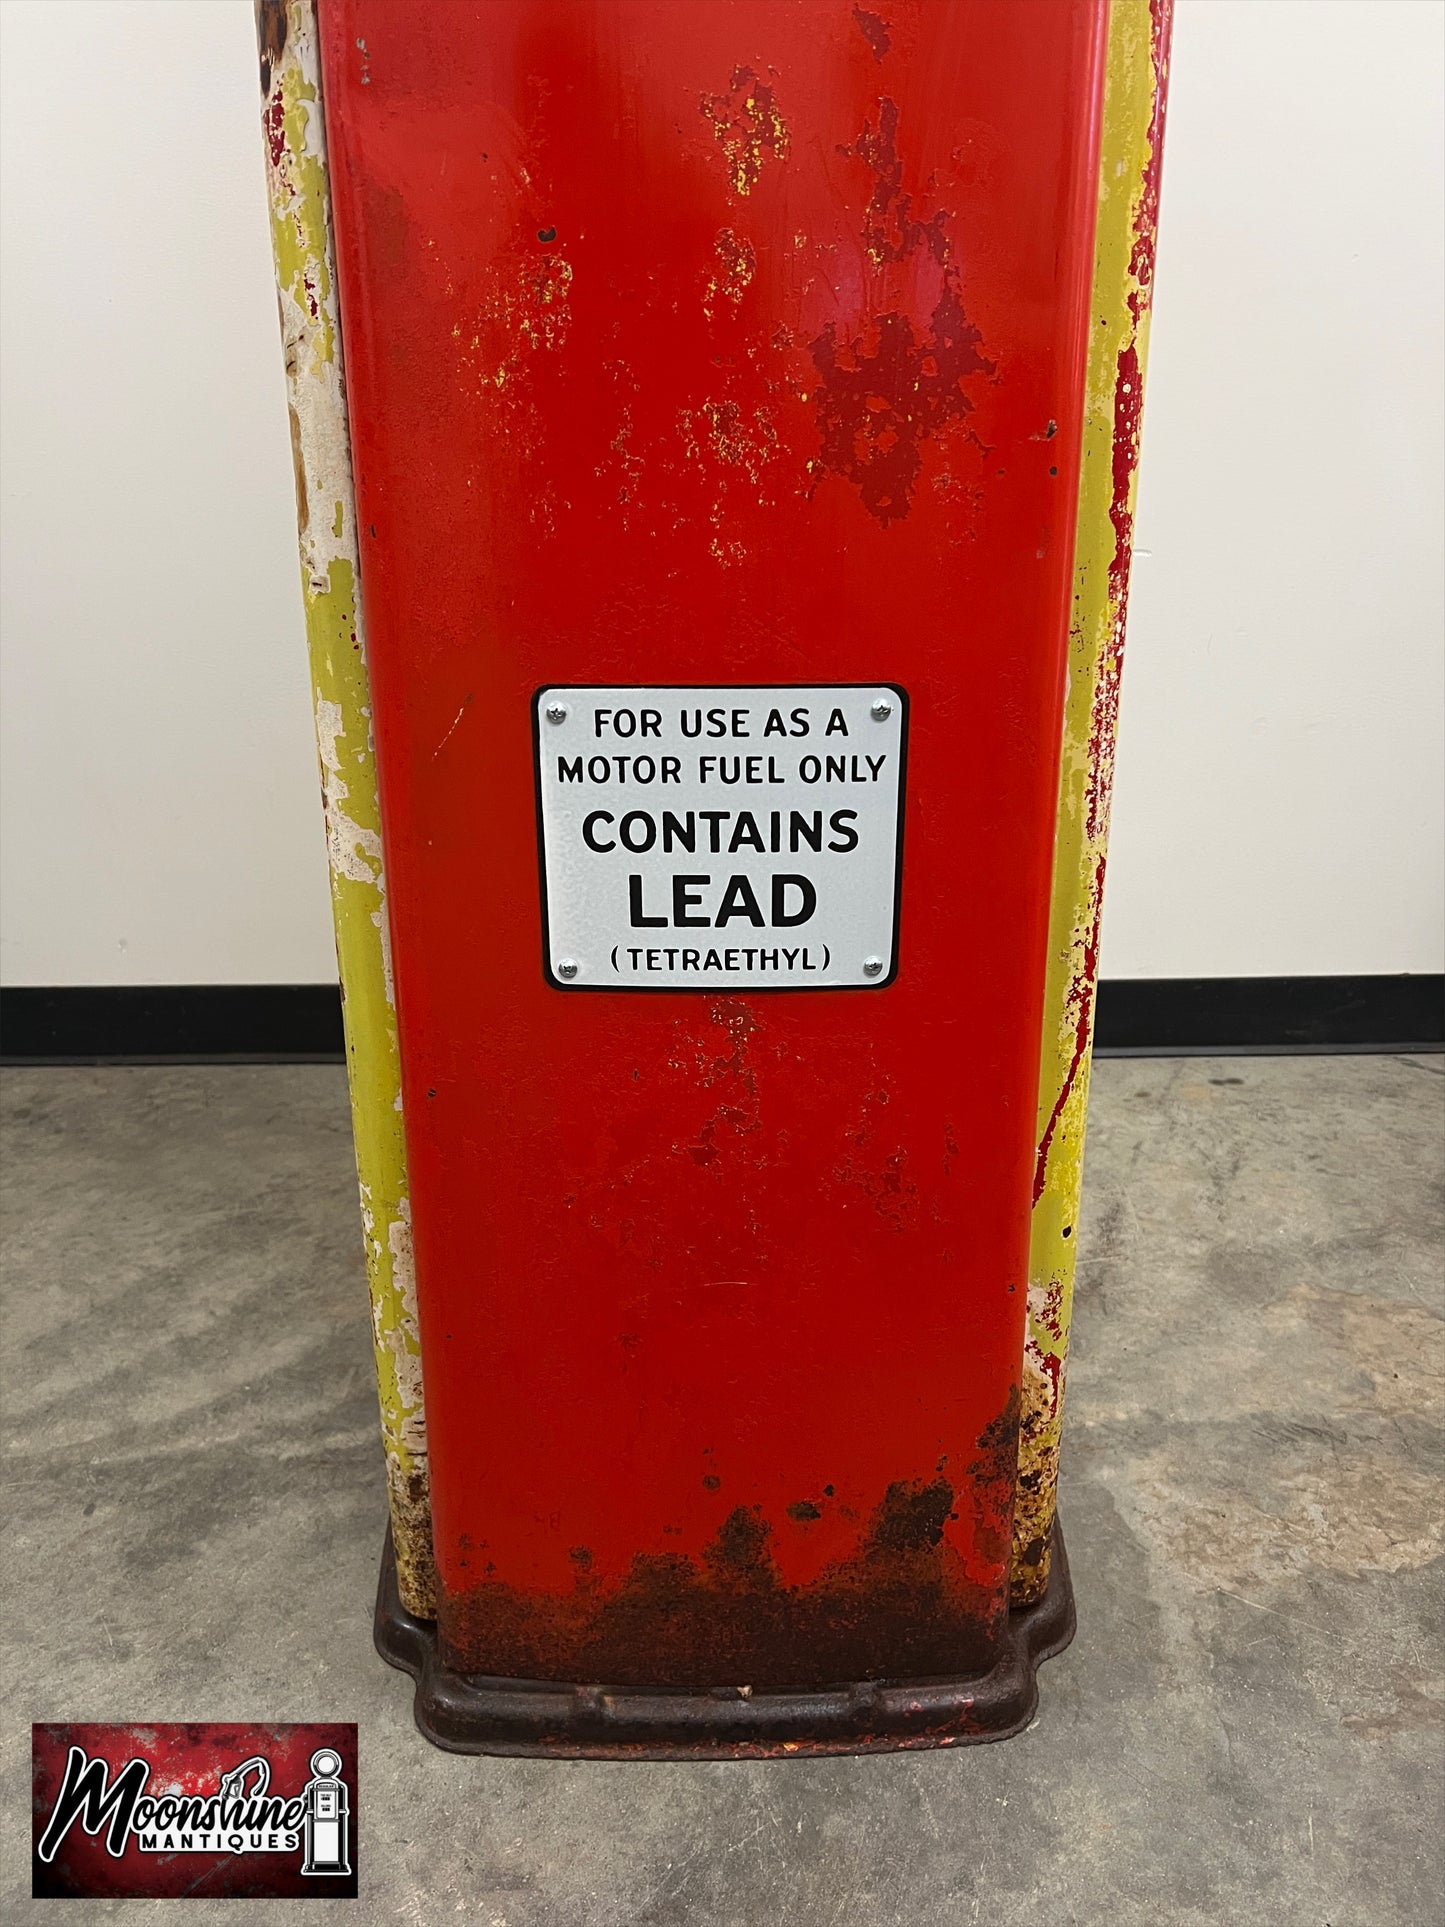 FOR USE AS A
MOTOR FUEL ONLY
CONTAINS
LEAD
(TETRAETHYL)
Moonshine
MANTIQUES